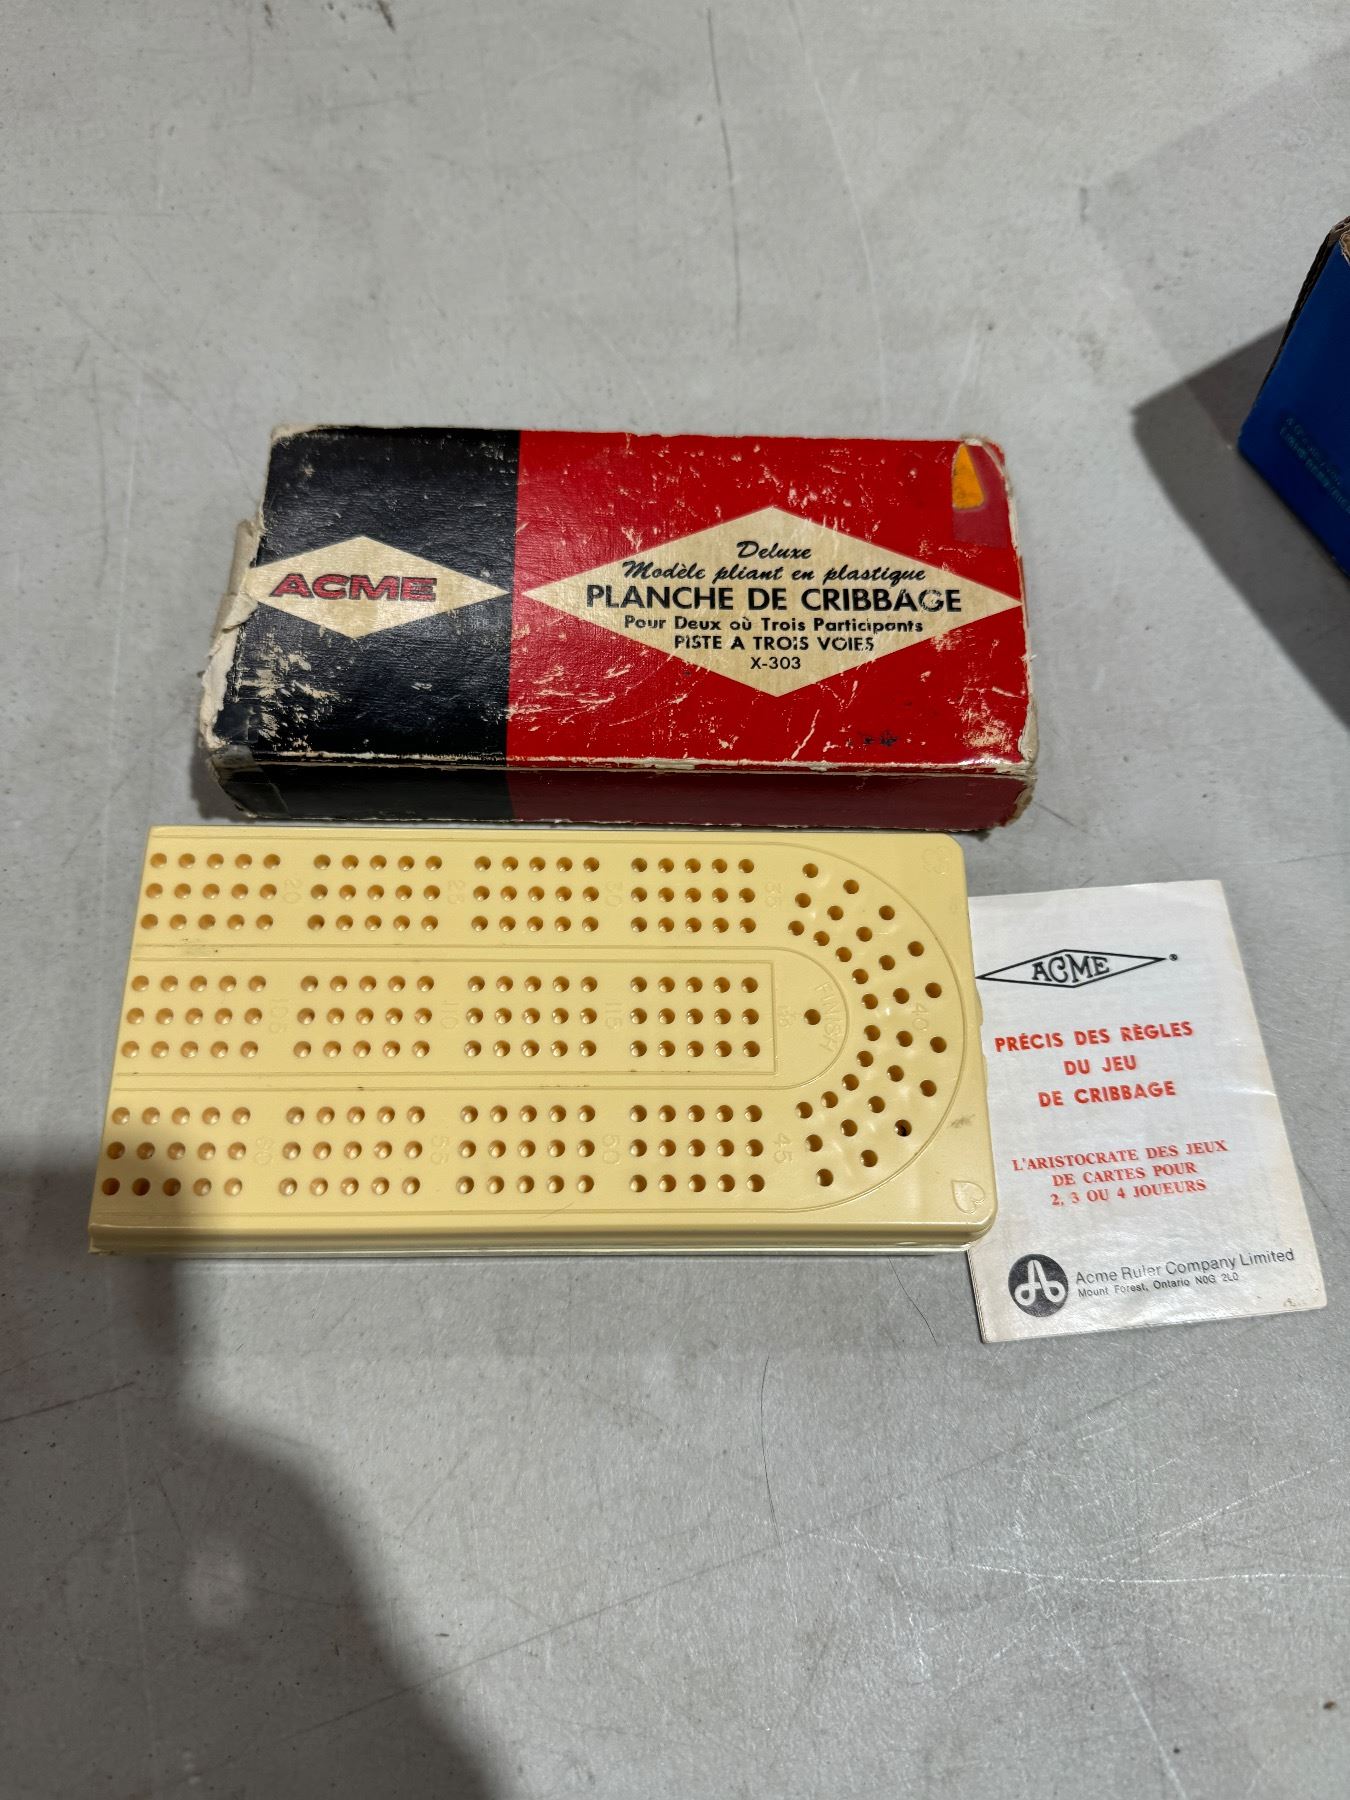 ACME
Deluxe
Modèle pliant en plastique
PLANCHE DE CRIBBAGE
Pour Deux où Trois Participants
PISTE A TROIS VOIES
X-303
20
25
30
35
40
105
110
115
FINISH
60
55
50
45
ACME®
PRÉCIS DES RÈGLES
DU JEU
DE CRIBBAGE
L'ARISTOCRATE DES JEUX
DE CARTES POUR
2, 3 OU 4 JOUEURS
Acme Ruler Company Limited
Mount Forest, Ontario N0G 2L0